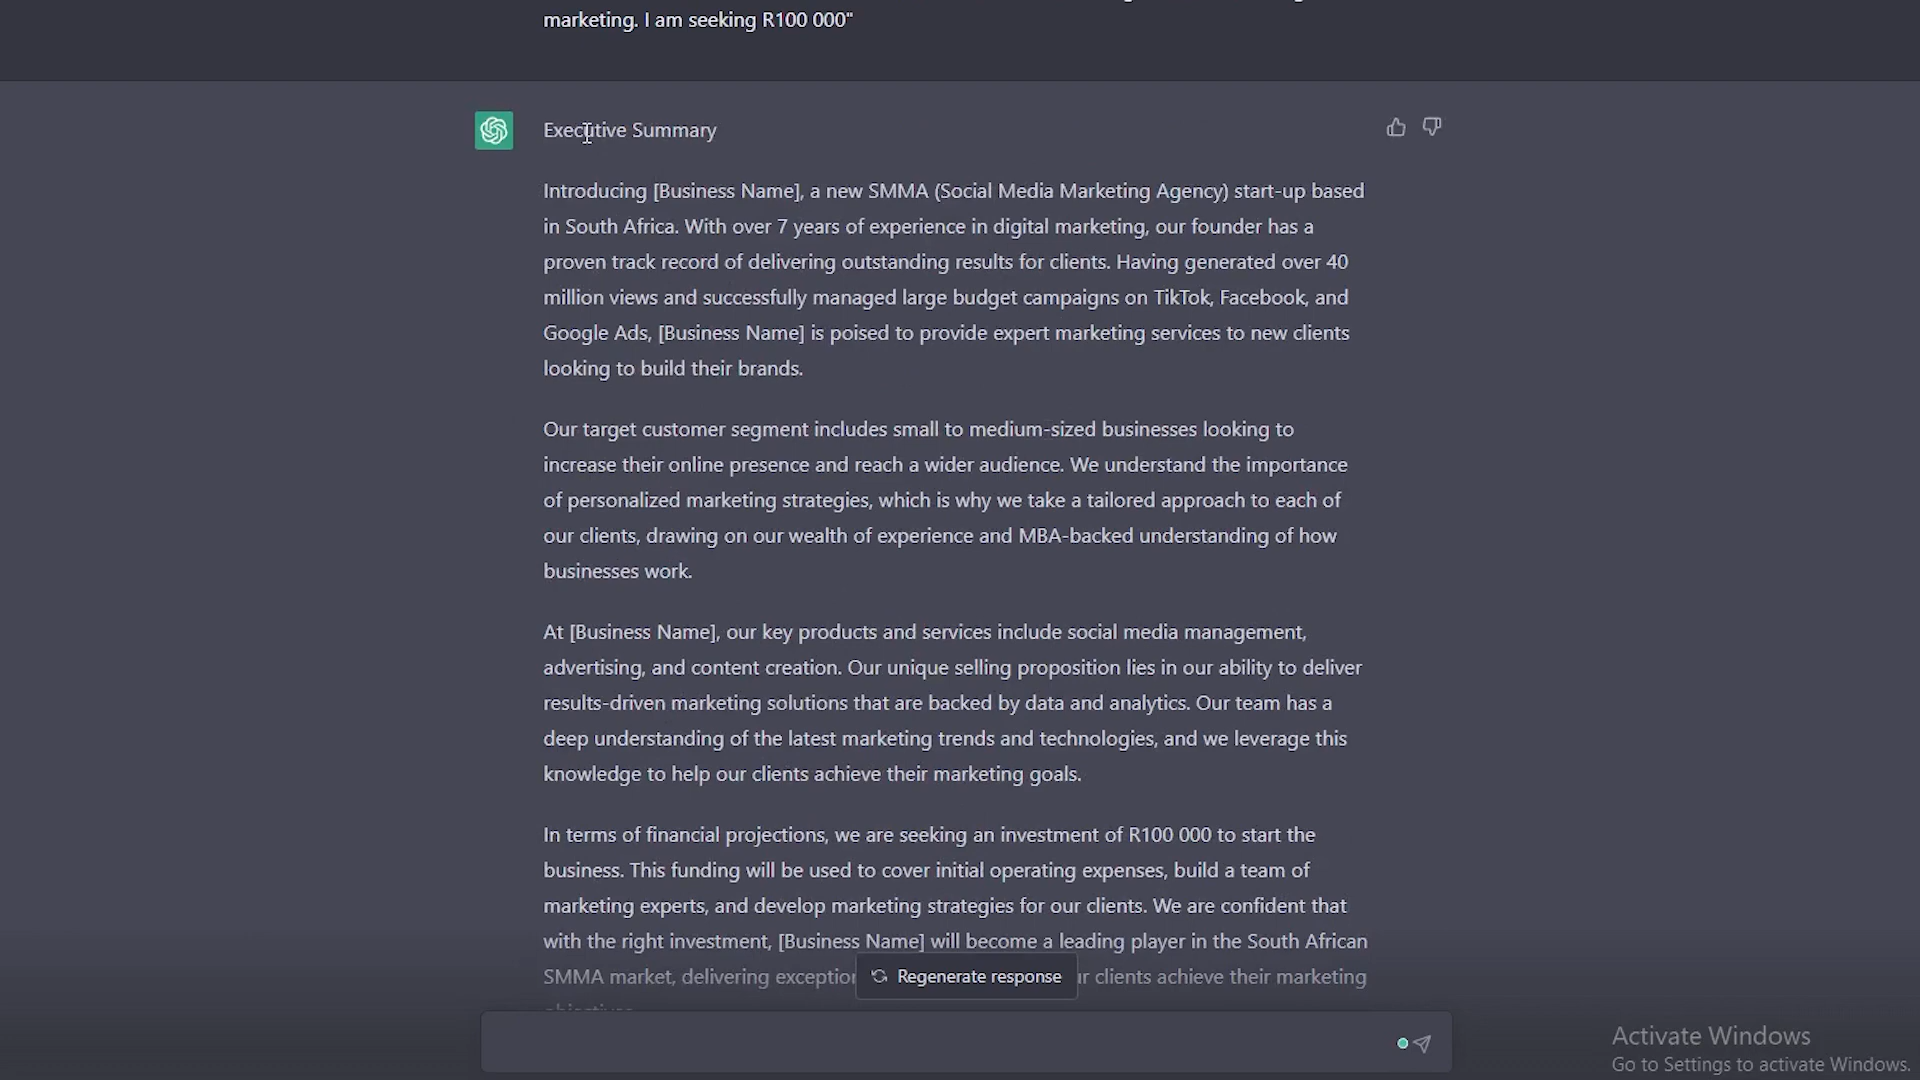 marketing. I am seeking R100 000"
Executive Summary
Introducing [Business Name], a new SMMA (Social Media Marketing Agency) start-up based
in South Africa. With over 7 years of experience in digital marketing, our founder has a
proven track record of delivering outstanding results for clients. Having generated over 40
million views and successfully managed large budget campaigns on TikTok, Facebook, and
Google Ads, [Business Name] is poised to provide expert marketing services to new clients
looking to build their brands.
Our target customer segment includes small to medium-sized businesses looking to
increase their online presence and reach a wider audience. We understand the importance
of personalized marketing strategies, which is why we take a tailored approach to each of
our clients, drawing on our wealth of experience and MBA-backed understanding of how
businesses work.
At [Business Name], our key products and services include social media management,
advertising, and content creation. Our unique selling proposition lies in our ability to deliver
results-driven marketing solutions that are backed by data and analytics. Our team has a
deep understanding of the latest marketing trends and technologies, and we leverage this
knowledge to help our clients achieve their marketing goals.
In terms of financial projections, we are seeking an investment of R100 000 to start the
business. This funding will be used to cover initial operating expenses, build a team of
marketing experts, and develop marketing strategies for our clients. We are confident that
with the right investment, [Business Name] will become a leading player in the South African
SMMA market, delivering clients achieve their marketing
Regenerate response
Activate Windows
Go to Settings to activate Windows.